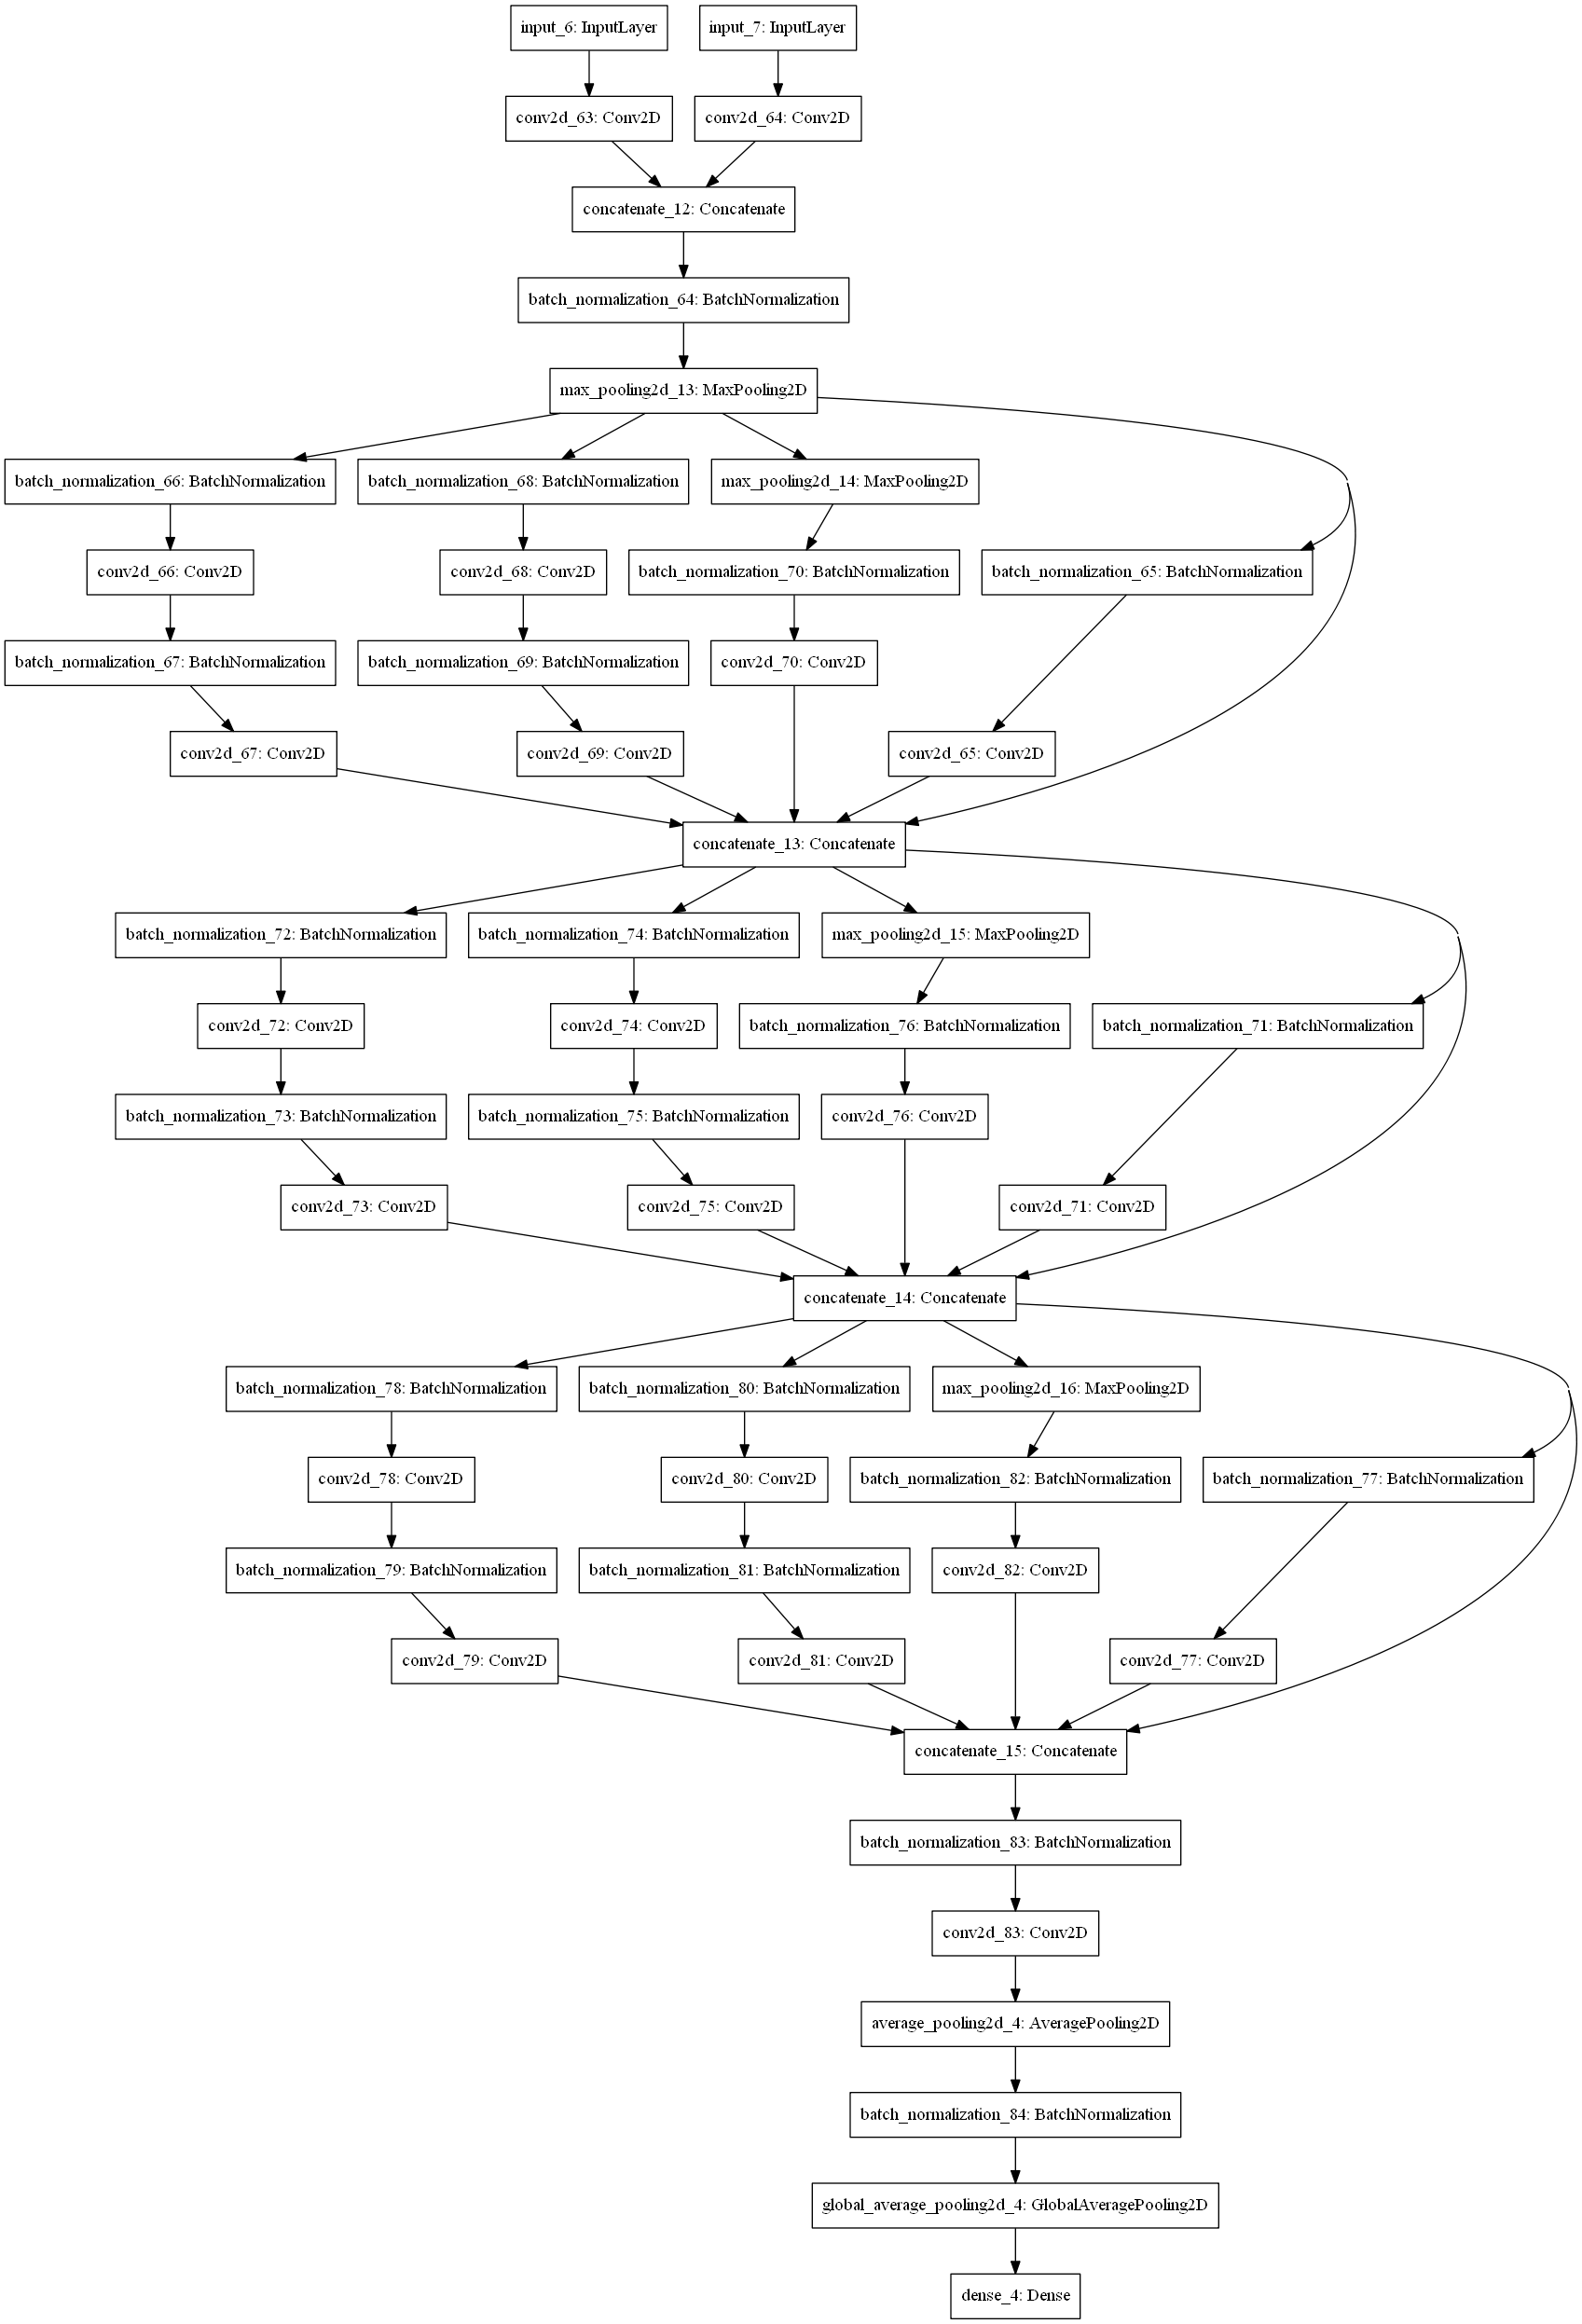 input_6: InputLayer
input_7: InputLayer
conv2d_63: Conv2D
conv2d_64: Conv2D
concatenate_12: Concatenate
batch_normalization_64: BatchNormalization
max_pooling2d_13: MaxPooling2D
batch_normalization_66: BatchNormalization
batch_normalization_68: BatchNormalization
max_pooling2d_14: MaxPooling2D
conv2d_66: Conv2D
conv2d_68: Conv2D
batch_normalization_70: BatchNormalization
batch_normalization_65: BatchNormalization
batch_normalization_67: BatchNormalization
batch_normalization_69: BatchNormalization
conv2d_70: Conv2D
conv2d_67: Conv2D
conv2d_69: Conv2D
conv2d_65: Conv2D
concatenate_13: Concatenate
batch_normalization_72: BatchNormalization
batch_normalization_74: BatchNormalization
max_pooling2d_15: MaxPooling2D
conv2d_72: Conv2D
conv2d_74: Conv2D
batch_normalization_76: BatchNormalization
batch_normalization_71: BatchNormalization
batch_normalization_73: BatchNormalization
batch_normalization_75: BatchNormalization
conv2d_76: Conv2D
conv2d_73: Conv2D
conv2d_75: Conv2D
conv2d_71: Conv2D
concatenate_14: Concatenate
batch_normalization_78: BatchNormalization
batch_normalization_80: BatchNormalization
max_pooling2d_16: MaxPooling2D
conv2d_78: Conv2D
conv2d_80: Conv2D
batch_normalization_82: BatchNormalization
batch_normalization_77: BatchNormalization
batch_normalization_79: BatchNormalization
batch_normalization_81: BatchNormalization
conv2d_82: Conv2D
conv2d_79: Conv2D
conv2d_81: Conv2D
conv2d_77: Conv2D
concatenate_15: Concatenate
batch_normalization_83: BatchNormalization
conv2d_83: Conv2D
average_pooling2d_4: AveragePooling2D
batch_normalization_84: BatchNormalization
global_average_pooling2d_4: GlobalAveragePooling2D
dense_4: Dense